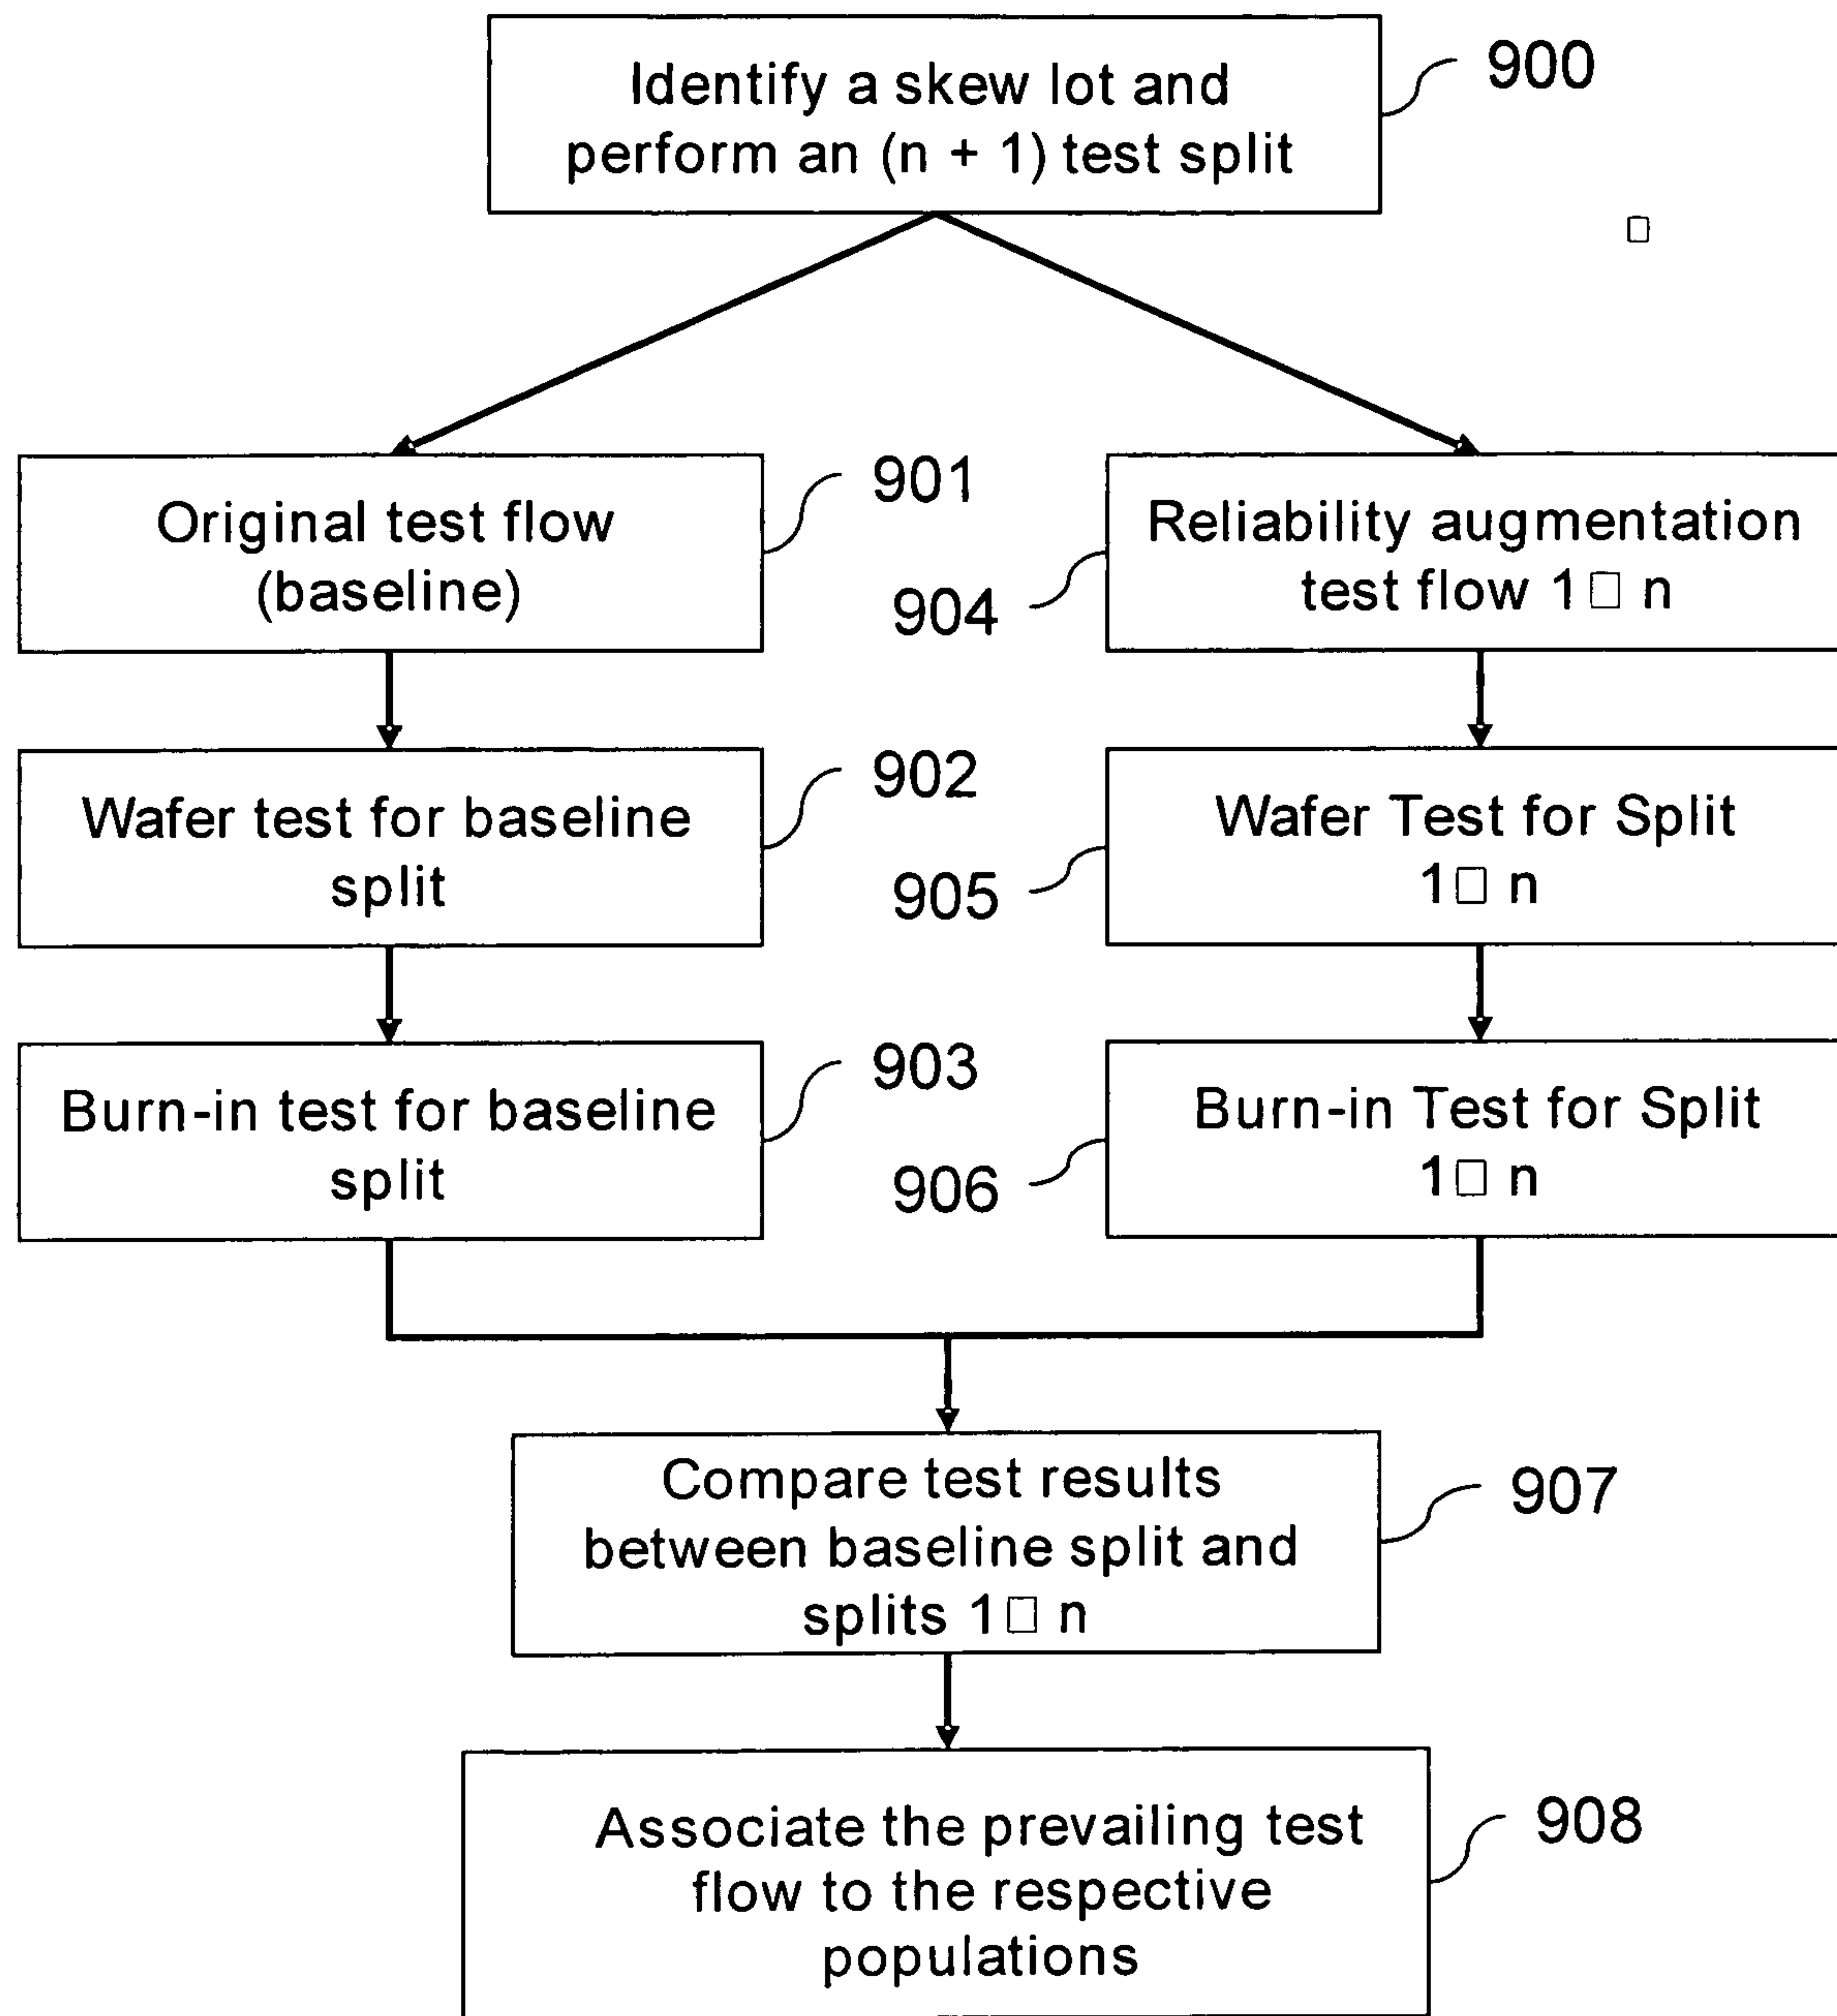 Identify a skew lot and
perform an (n + 1) test split
900
□
Original test flow
(baseline)
901
Reliability augmentation
test flow 1 □ n
904
Wafer test for baseline
split
902
Wafer Test for Split
1□ n
905
Burn-in test for baseline
split
903
Burn-in Test for Split
1□ n
906
Compare test results
between baseline split and
splits 1□ n
907
Associate the prevailing test
flow to the respective
populations
908